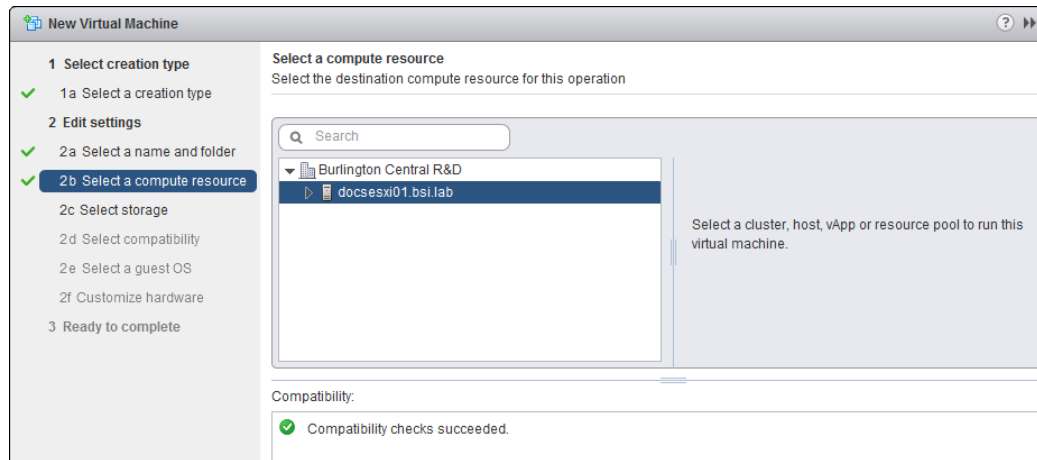 New Virtual Machine
1 Select creation type
1a Select a creation type
2 Edit settings
2a Select a name and folder
2b Select a compute resource
2c Select storage
2d Select compatibility
2e Select a guest OS
2f Customize hardware
3 Ready to complete
Select a compute resource
Select the destination compute resource for this operation
Search
Burlington Central R&D
docsesxi01.bsi.lab
Select a cluster, host, vApp or resource pool to run this
virtual machine.
Compatibility:
Compatibility checks succeeded.